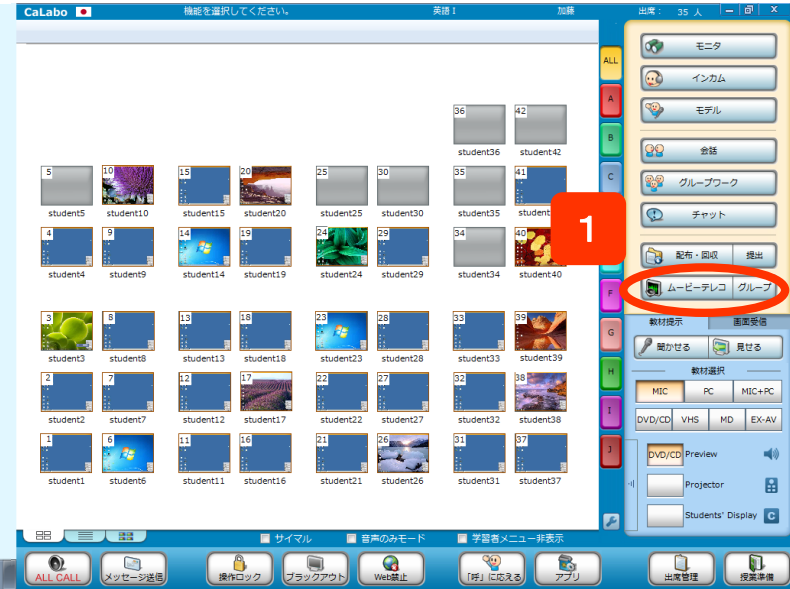 CaLabo 機能を選択してください。 英語 I 加藤 出席： 35 人
ALL
A
B
C
F
G
H
I
J
36 42
student36 student42
5 10 15 20 25 30 35 41
student5 student10 student15 student20 student25 student30 student35 student
4 9 14 19 24 29 34 40
student4 student9 student14 student19 student24 student29 student34 student40
3 8 13 18 23 28 33 39
student3 student8 student13 student18 student23 student28 student33 student39
2 7 12 17 22 27 32 38
student2 student7 student12 student17 student22 student27 student32 student38
1 6 11 16 21 26 31 37
student1 student6 student11 student16 student21 student26 student31 student37
1
モニタ
インカム
モデル
会話
グループワーク
チャット
配布・回収 提出
ムービーテレコ グループ
教材提示 画面受信
聞かせる 見せる
教材選択
MIC PC MIC+PC
DVD/CD VHS MD EX-AV
DVD/CD Preview
Projector
Students' Display C
サイマル 音声のみモード 学習者メニュー非表示
ALL CALL メッセージ送信 操作ロック ブラックアウト Web禁止 「呼」に応える アプリ 出席管理 授業準備